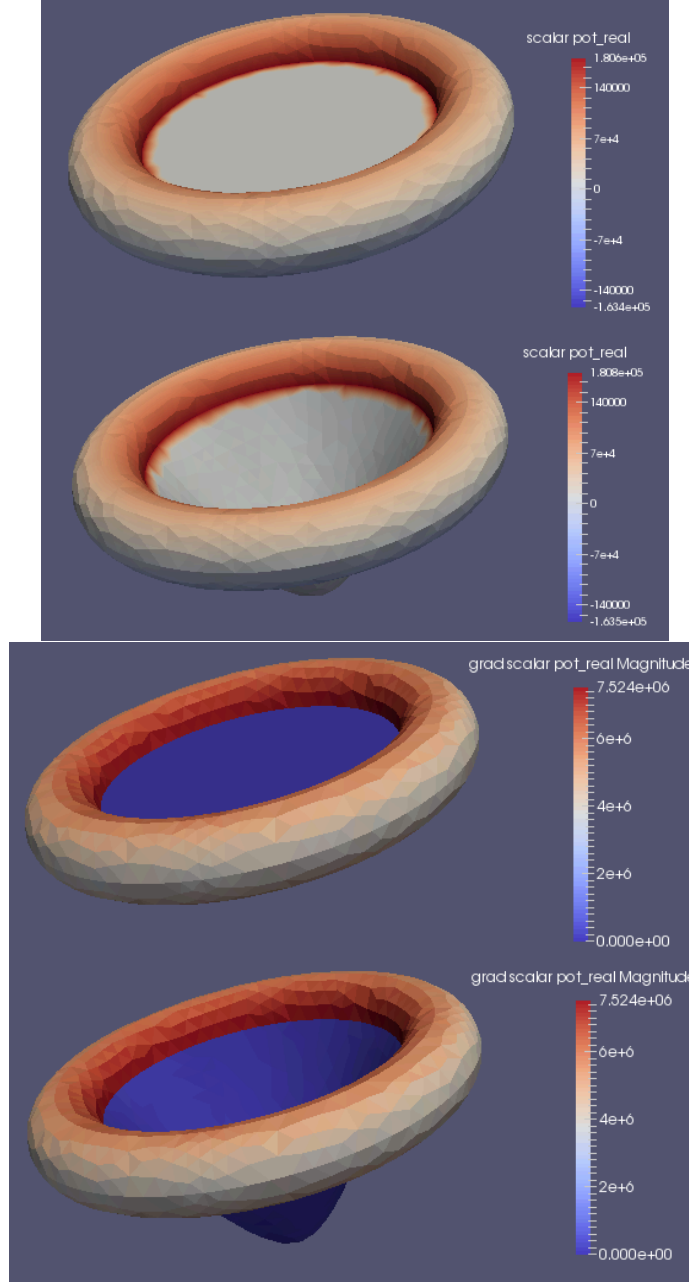 scalar pot_real
1.806e+05
140000
7e+4
0
-7e+4
-140000
-1.634e+05
scalar pot_real
1.808e+05
140000
7e+4
0
-7e+4
-140000
-1.635e+05
grad scalar pot_real Magnitude
7.524e+06
6e+6
4e+6
2e+6
0.000e+00
grad scalar pot_real Magnitude
7.524e+06
6e+6
4e+6
2e+6
0.000e+00